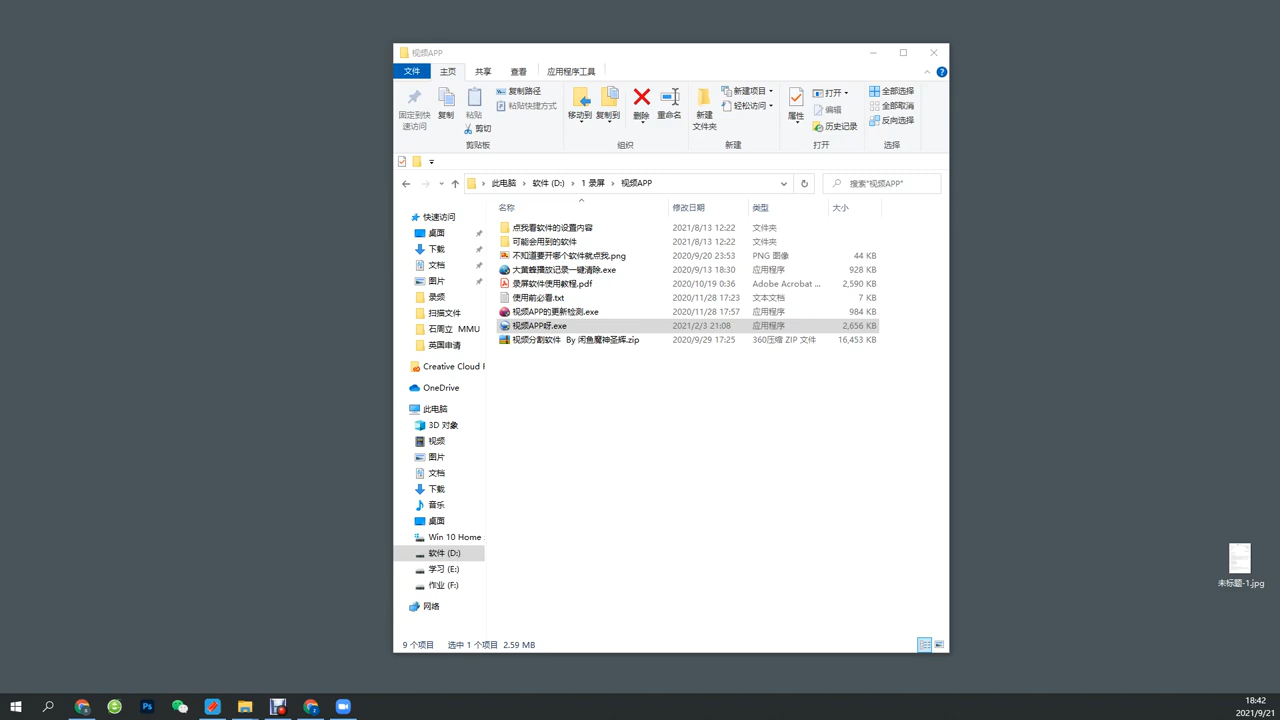 视频APP
文件 主页 共享 查看 应用程序工具
固定到快速访问
复制
粘贴
复制路径
粘贴快捷方式
剪切
剪贴板
移动到
复制到
删除
重命名
组织
新建文件夹
新建项目
轻松访问
新建
属性
打开
编辑
历史记录
打开
全部选择
全部取消
反向选择
选择
此电脑 › 软件 (D:) › 1 录屏 › 视频APP
搜索"视频APP"
名称 修改日期 类型 大小
点我看软件的设置内容 2021/8/13 12:22 文件夹
可能会用到的软件 2021/8/13 12:22 文件夹
不知道要开哪个软件就点我.png 2020/9/20 23:53 PNG 图像 44 KB
大黄蜂播放记录一键清除.exe 2020/9/13 18:30 应用程序 928 KB
录屏软件使用教程.pdf 2020/10/19 0:36 Adobe Acrobat ... 2,590 KB
使用前必看.txt 2020/11/28 17:23 文本文档 7 KB
视频APP的更新检测.exe 2020/11/28 17:57 应用程序 984 KB
视频APP呀.exe 2021/2/3 21:08 应用程序 2,656 KB
视频分割软件 By 闲鱼魔神圣辉.zip 2020/9/29 17:25 360压缩 ZIP 文件 16,453 KB
快速访问
桌面
下载
文档
图片
录频
扫描文件
石周立 MMU
英国申请
Creative Cloud F
OneDrive
此电脑
3D 对象
视频
图片
文档
下载
音乐
桌面
Win 10 Home
软件 (D:)
学习 (E:)
作业 (F:)
网络
9 个项目 选中 1 个项目 2.59 MB
未标题-1.jpg
Ps
18:42
2021/9/21